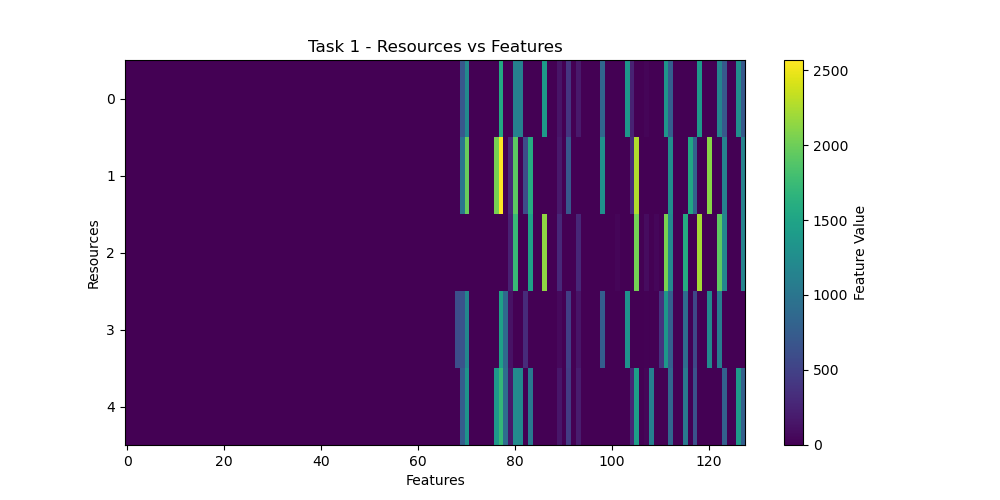 Task 1 - Resources vs Features
Resources
0
1
2
3
4
0 20 40 60 80 100 120
Features
2500
2000
1500
1000
500
0
Feature Value